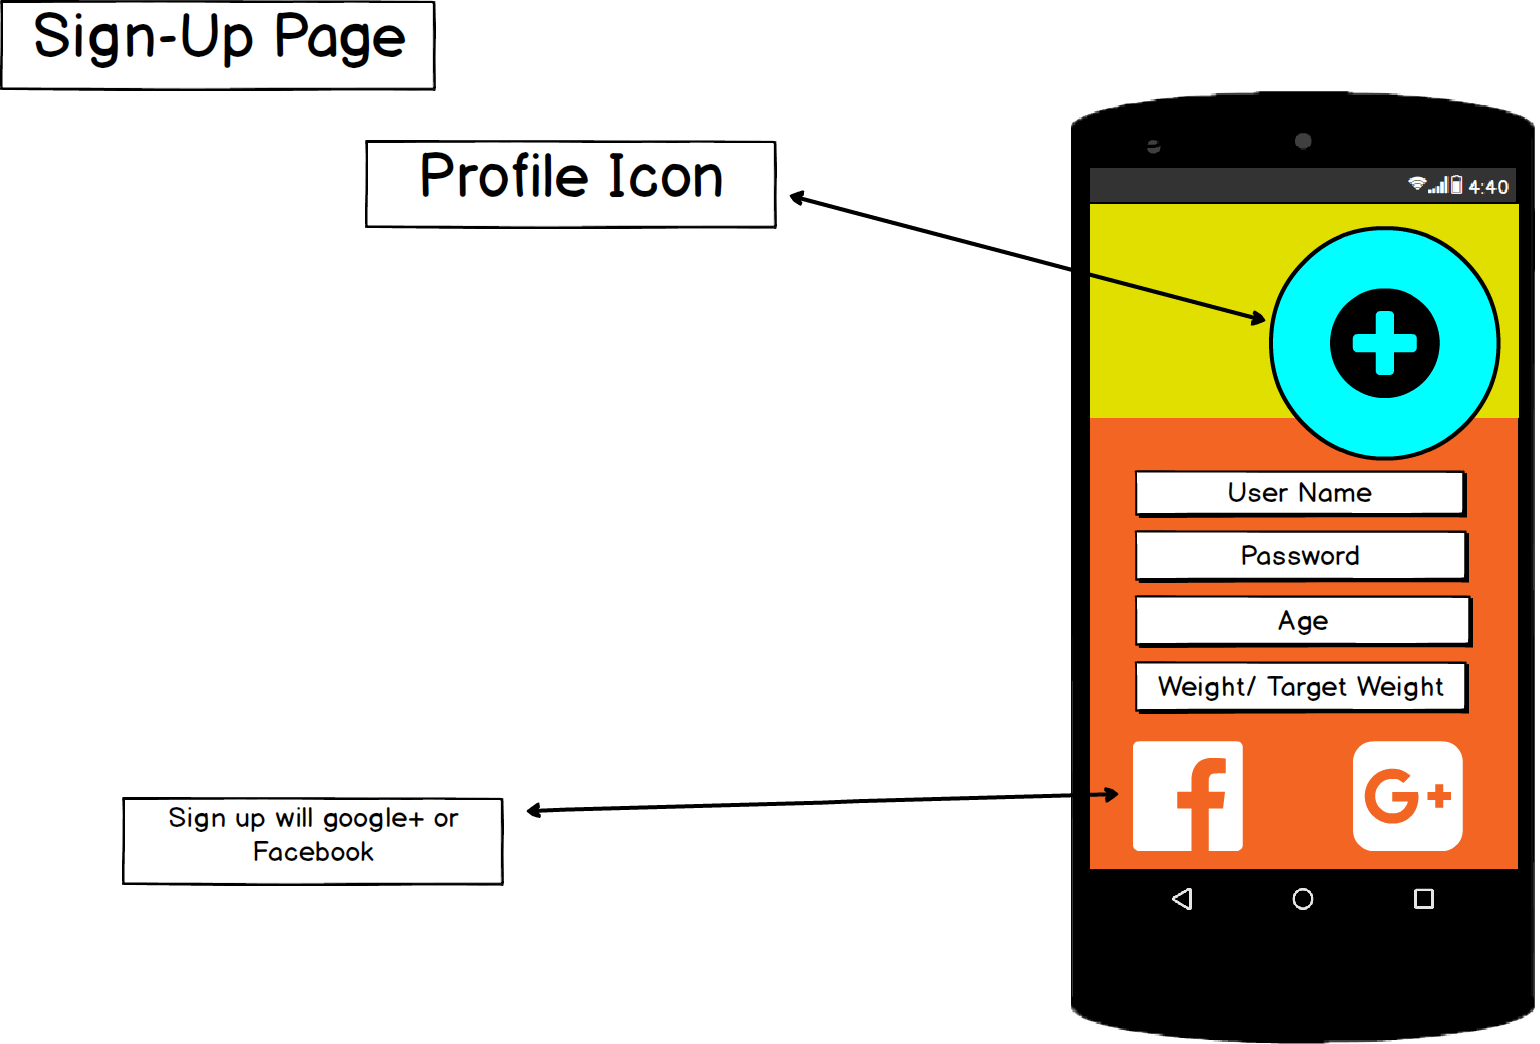 Sign-Up Page
Profile Icon
4:40
User Name
Password
Age
Weight/ Target Weight
f
G+
Sign up will google+ or
Facebook